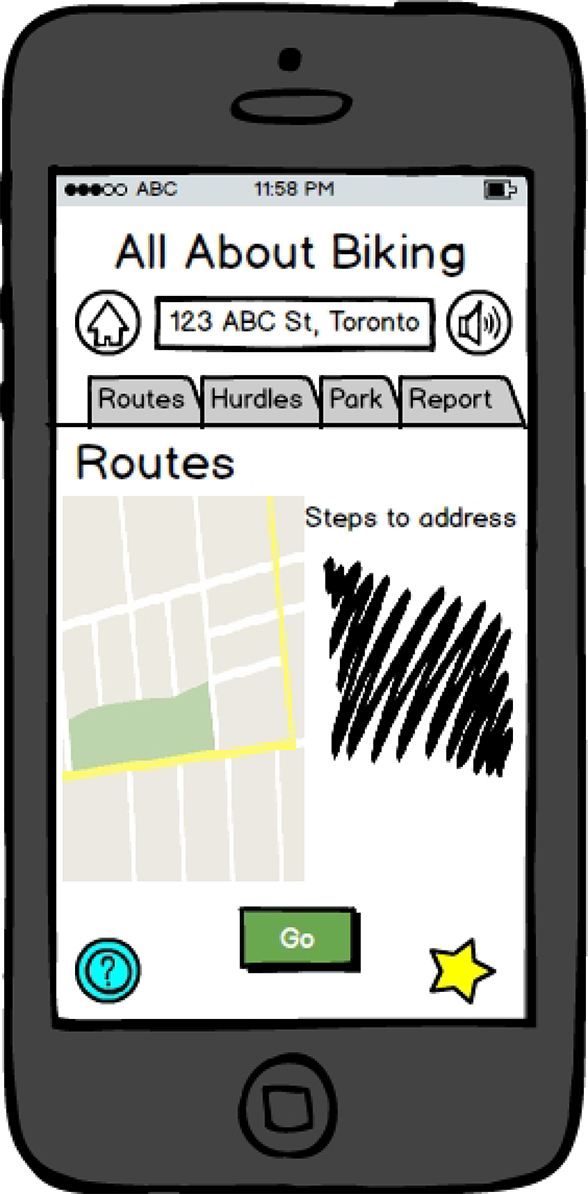 ABC 11:58 PM
All About Biking
123 ABC St, Toronto
Routes Hurdles Park Report
Routes
Steps to address
Go
?